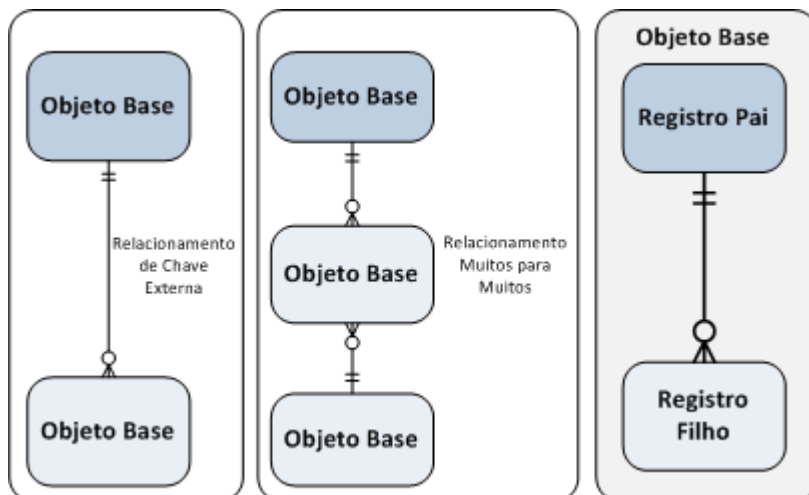 Objeto Base
Relacionamento
de Chave
Externa
Objeto Base
Objeto Base
Objeto Base
Relacionamento
Muitos para
Muitos
Objeto Base
Objeto Base
Registro Pai
Registro
Filho